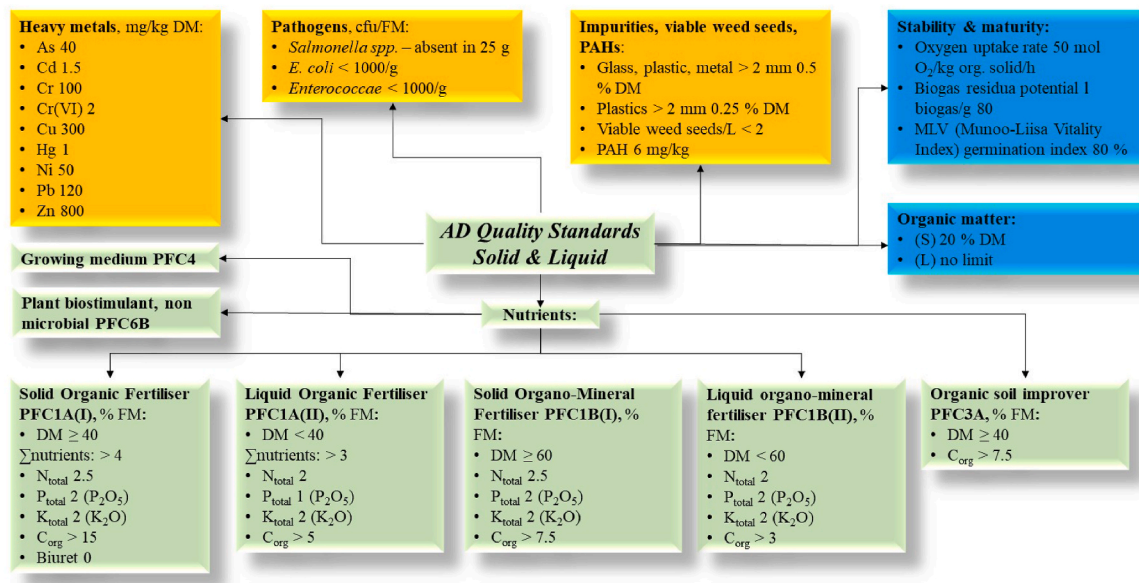 Heavy metals, mg/kg DM:
• As 40
• Cd 1.5
• Cr 100
• Cr(VI) 2
• Cu 300
• Hg 1
• Ni 50
• Pb 120
• Zn 800
Pathogens, cfu/FM:
• Salmonella spp. – absent in 25 g
• E. coli < 1000/g
• Enterococcae < 1000/g
Impurities, viable weed seeds,
PAHs:
• Glass, plastic, metal > 2 mm 0.5
% DM
• Plastics > 2 mm 0.25 % DM
• Viable weed seeds/L < 2
• PAH 6 mg/kg
Stability & maturity:
• Oxygen uptake rate 50 mol
O₂/kg org. solid/h
• Biogas residua potential l
biogas/g 80
• MLV (Munoo-Liisa Vitality
Index) germination index 80 %
AD Quality Standards
Solid & Liquid
Organic matter:
• (S) 20 % DM
• (L) no limit
Growing medium PFC4
Plant biostimulant, non
microbial PFC6B
Nutrients:
Solid Organic Fertiliser
PFC1A(I), % FM:
• DM ≥ 40
∑nutrients: > 4
• Nₜₒₜₐₗ 2.5
• Pₜₒₜₐₗ 2 (P₂O₅)
• Kₜₒₜₐₗ 2 (K₂O)
• C_org > 15
• Biuret 0
Liquid Organic Fertiliser
PFC1A(II), % FM:
• DM < 40
∑nutrients: > 3
• Nₜₒₜₐₗ 2
• Pₜₒₜₐₗ 1 (P₂O₅)
• Kₜₒₜₐₗ 2 (K₂O)
• C_org > 5
Solid Organo-Mineral
Fertiliser PFC1B(I), %
FM:
• DM ≥ 60
• Nₜₒₜₐₗ 2.5
• Pₜₒₜₐₗ 2 (P₂O₅)
• Kₜₒₜₐₗ 2 (K₂O)
• C_org > 7.5
Liquid organo-mineral
fertiliser PFC1B(II), %
FM:
• DM < 60
• Nₜₒₜₐₗ 2
• Pₜₒₜₐₗ 2 (P₂O₅)
• Kₜₒₜₐₗ 2 (K₂O)
• C_org > 3
Organic soil improver
PFC3A, % FM:
• DM ≥ 40
• C_org > 7.5